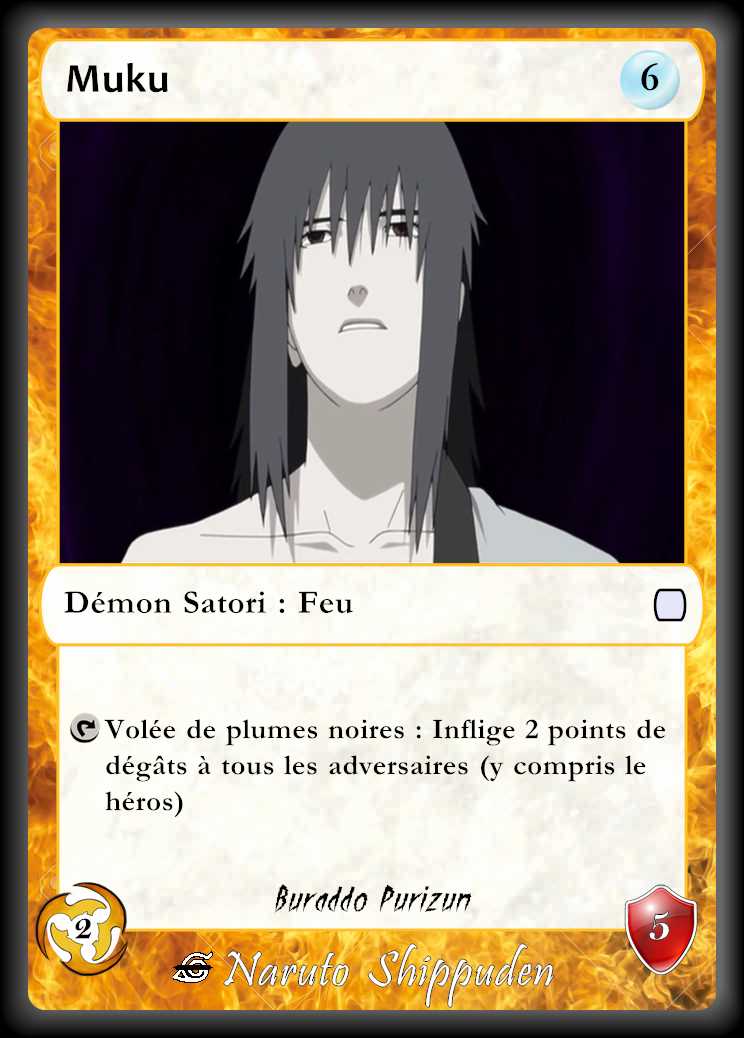 Muku
6
Démon Satori : Feu
Volée de plumes noires : Inflige 2 points de
dégâts à tous les adversaires (y compris le
héros)
Buraddo Purizun
2
5
Naruto Shippuden